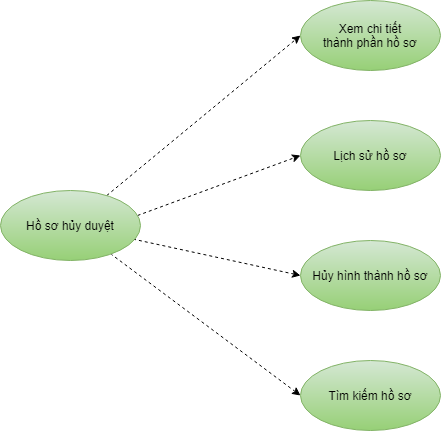 Xem chi tiết
thành phần hồ sơ
Lịch sử hồ sơ
Hồ sơ hủy duyệt
Hủy hình thánh hồ sơ
Tìm kiếm hồ sơ